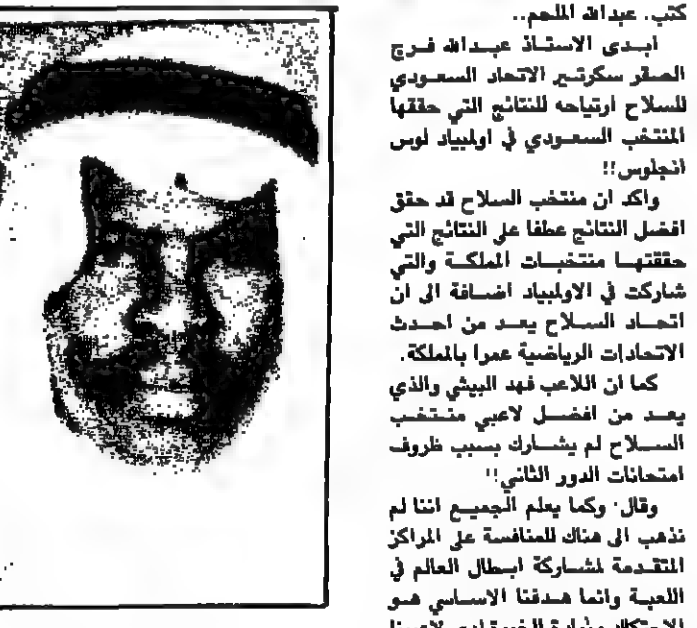 كتب. عبدالله الملحم..
ابدى الاستاذ عبدالله فرج
الصقر سكرتير الاتحاد السعودي
للسلاح ارتياحه للنتائج التي حققها
المنتخب السعودي في اولمبياد لوس
انجلوس!!
واكد ان منتخب السلاح قد حقق
افضل النتائج عطفا على النتائج التي
حققتها منتخبات المملكة والتي
شاركت في الاولمبياد اضافة الى ان
اتحاد السلاح يعد من احدث
الاتحادات الرياضية عمرا بالمملكة.
كما ان اللاعب فهد البيشي والذي
يعد من افضل لاعبي منتخب
السلاح لم يشارك بسبب ظروف
امتحانات الدور الثاني!!
وقال: وكما يعلم الجميع اننا لم
نذهب الى هناك للمنافسة على المراكز
المتقدمة لمشاركة ابطال العالم في
اللعبة وانما هدفنا الاساسي هو